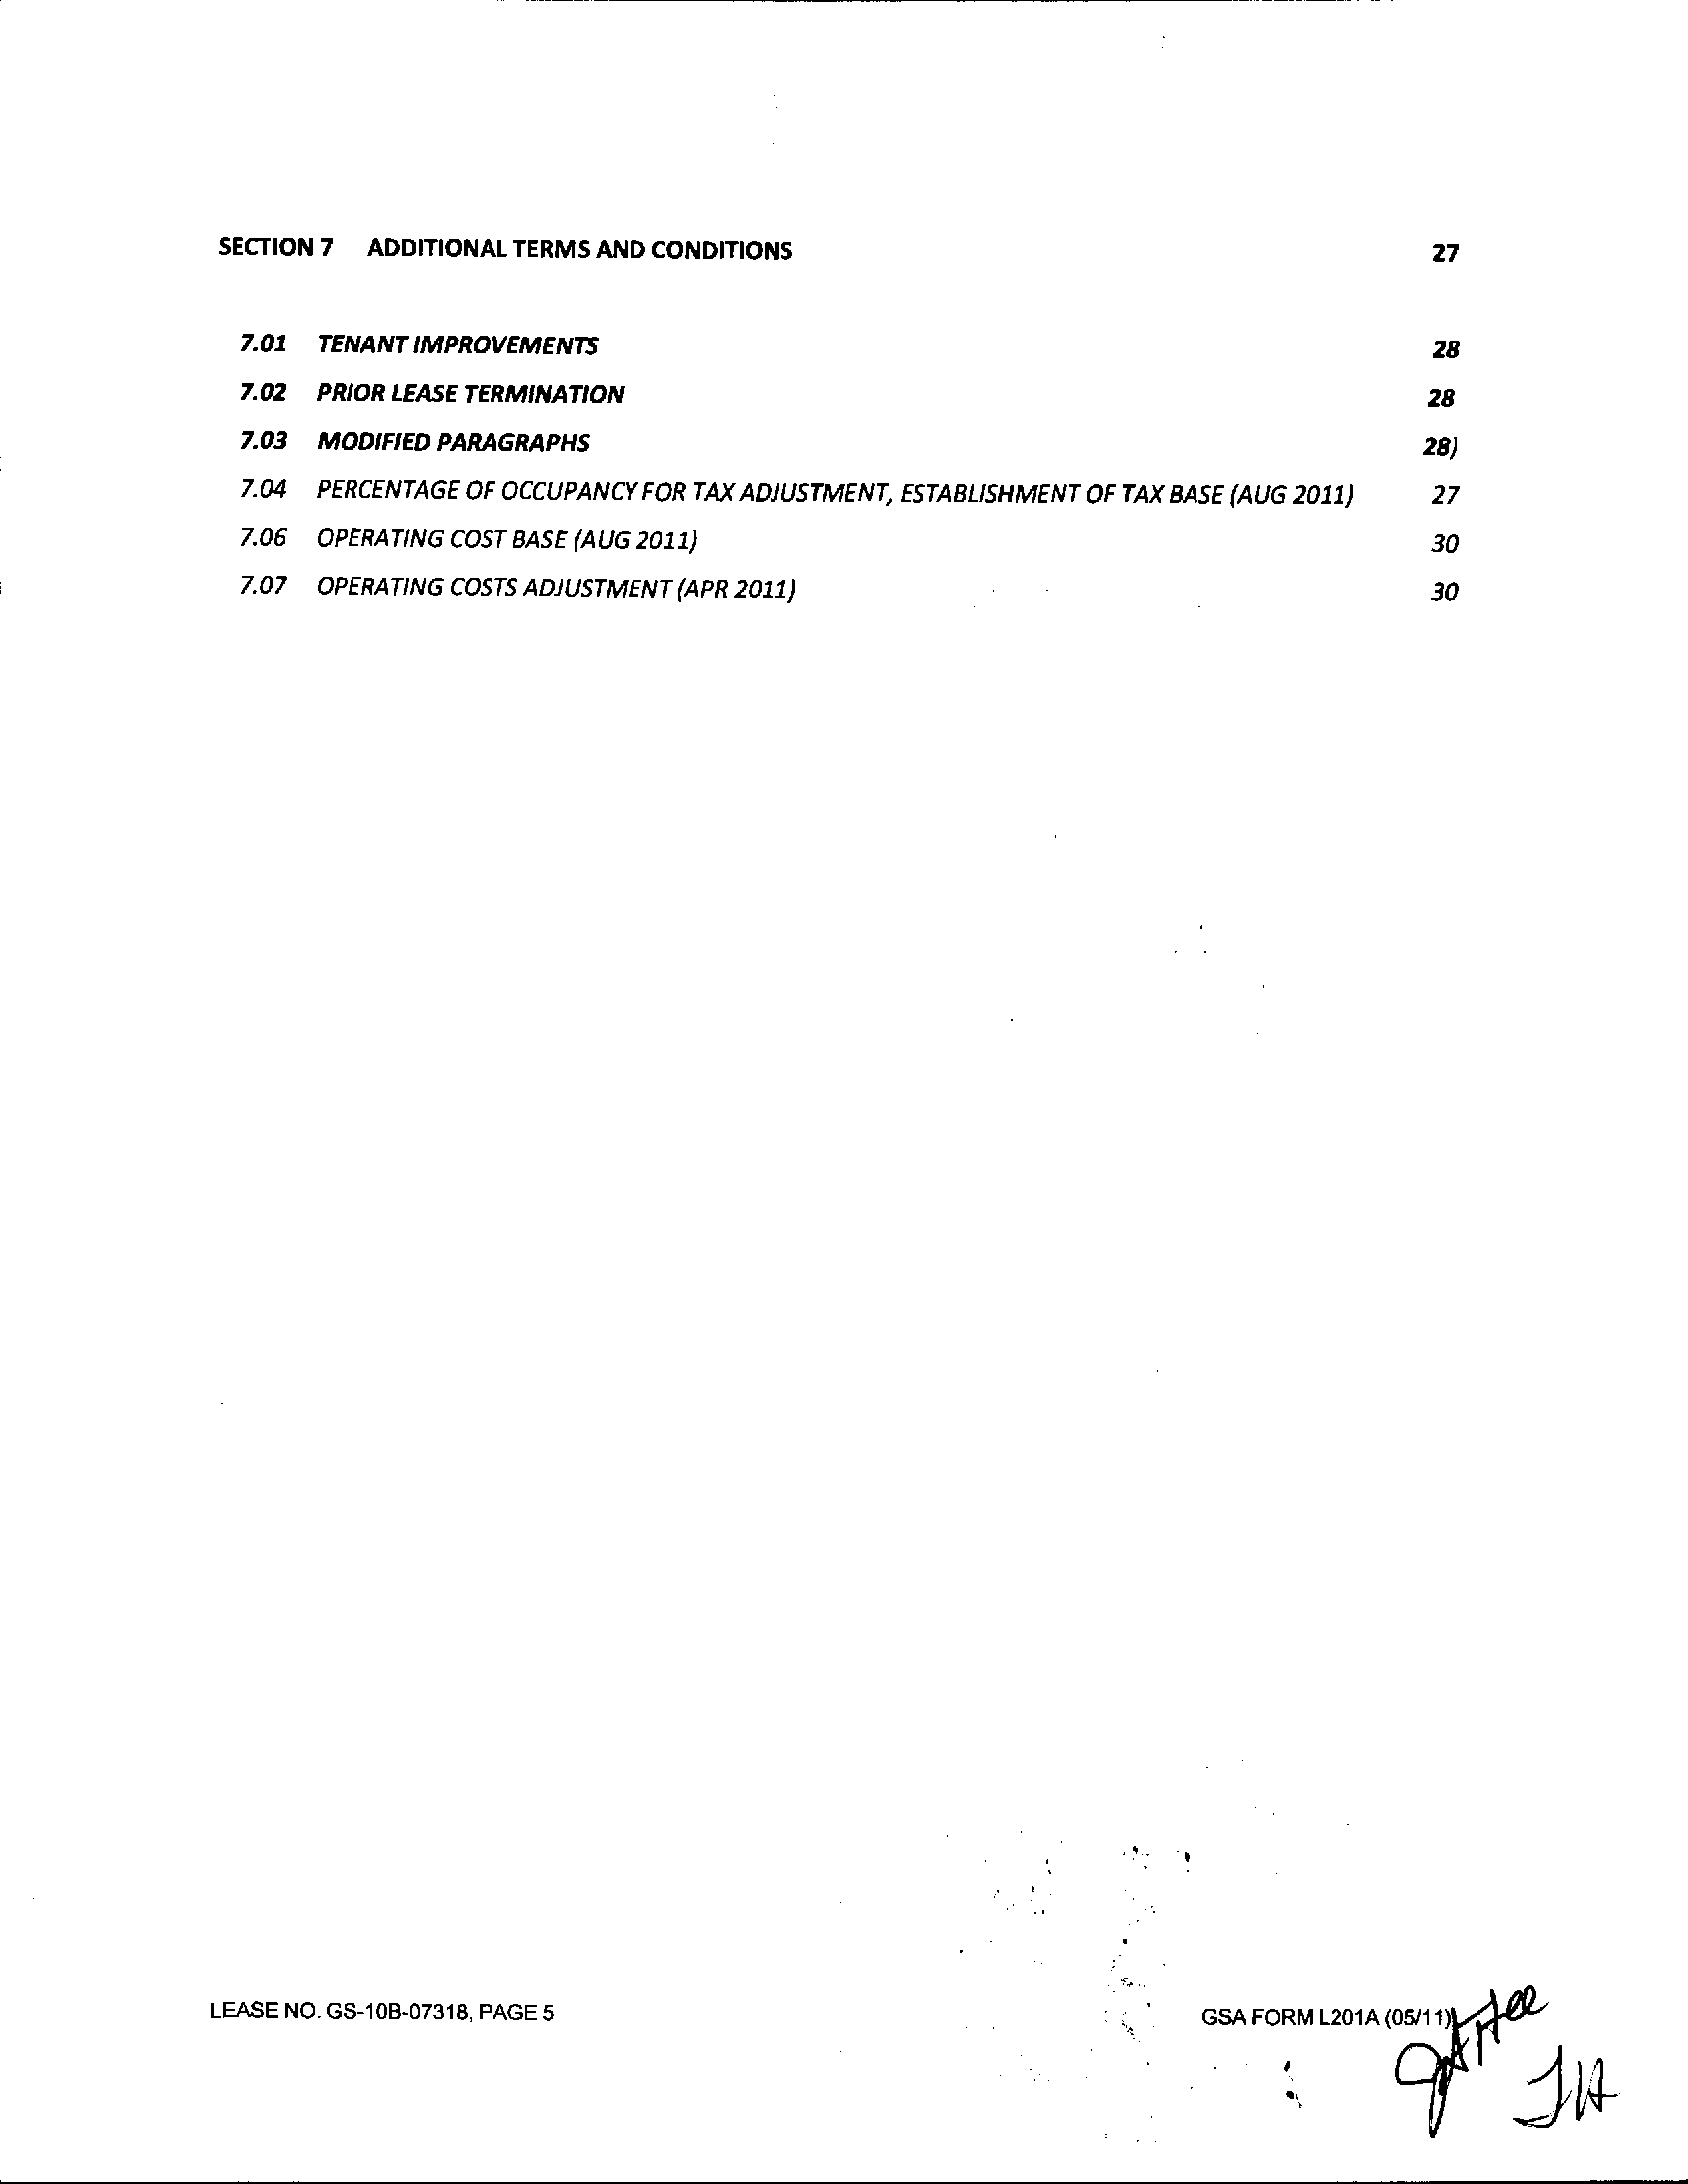 SECTION 7 ADDITIONAL TERMS AND CONDITIONS 27
7.01 TENANT IMPROVEMENTS 28
7.02 PRIOR LEASE TERMINATION 28
7.03 MODIFIED PARAGRAPHS 28)
7.04 PERCENTAGE OF OCCUPANCY FOR TAX ADJUSTMENT, ESTABLISHMENT OF TAX BASE (AUG 2011) 27
7.06 OPERATING COST BASE (AUG 2011) 30
7.07 OPERATING COSTS ADJUSTMENT (APR 2011) 30
LEASE NO. GS-10B-07318, PAGE 5 GSA FORM L201A (05/11)